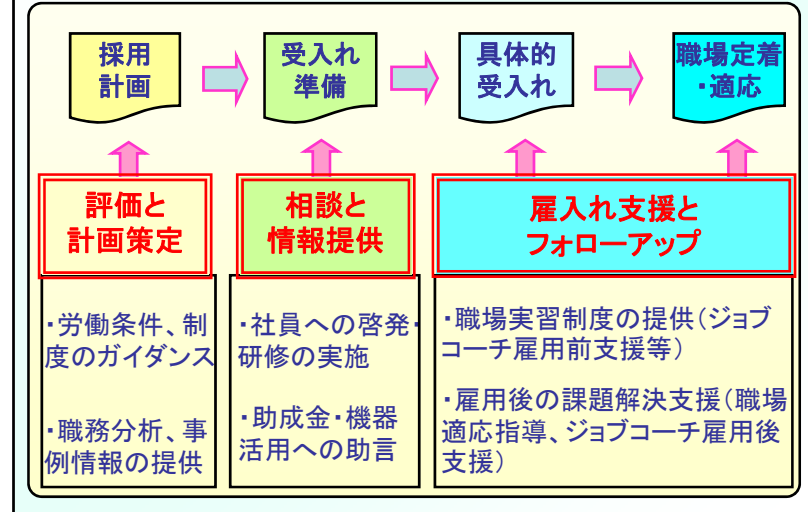 採用
計画
受入れ
準備
具体的
受入れ
職場定着
・適応
評価と
計画策定
相談と
情報提供
雇入れ支援と
フォローアップ
・労働条件、制
度のガイダンス
・職務分析、事
例情報の提供
・社員への啓発・
研修の実施
・助成金・機器
活用への助言
・職場実習制度の提供(ジョブ
コーチ雇用前支援等)
・雇用後の課題解決支援(職場
適応指導、ジョブコーチ雇用後
支援)